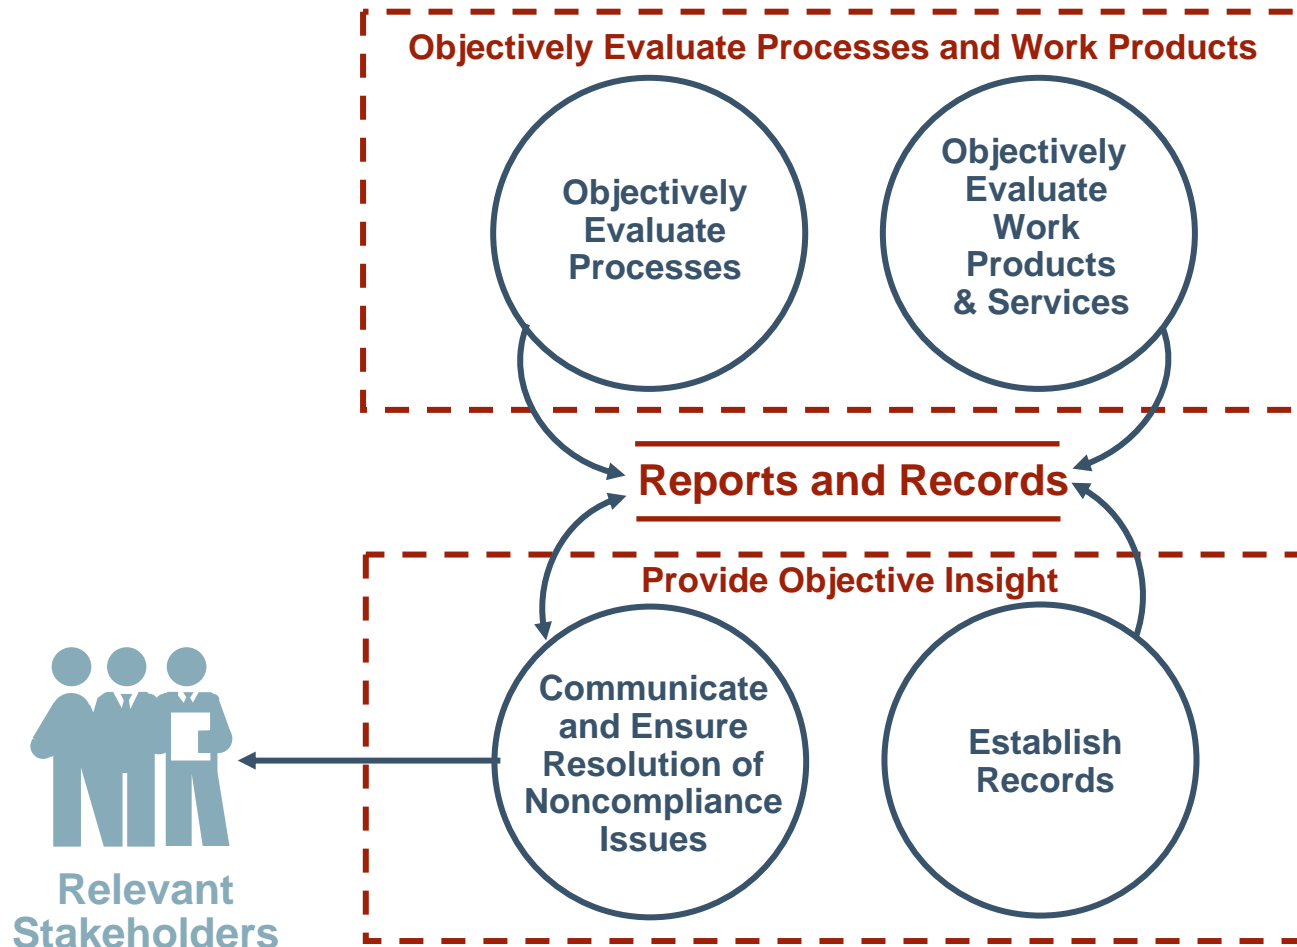 Objectively Evaluate Processes and Work Products
Objectively
Evaluate
Processes
Objectively
Evaluate
Work
Products
& Services
Reports and Records
Provide Objective Insight
Communicate
and Ensure
Resolution of
Noncompliance
Issues
Establish
Records
Relevant
Stakeholders